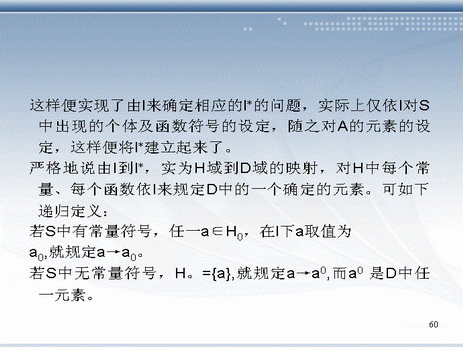 这样便实现了由I来确定相应的I*的问题，实际上仅依I对S
中出现的个体及函数符号的设定，随之对A的元素的设
定，这样便将I*建立起来了。
严格地说由I到I*，实为H域到D域的映射，对H中每个常
量、每个函数依I来规定D中的一个确定的元素。可如下
递归定义：
若S中有常量符号，任一a∈H₀，在I下a取值为
a₀,就规定a→a₀。
若S中无常量符号，H。={a},就规定a→a⁰,而a⁰ 是D中任
一元素。
60